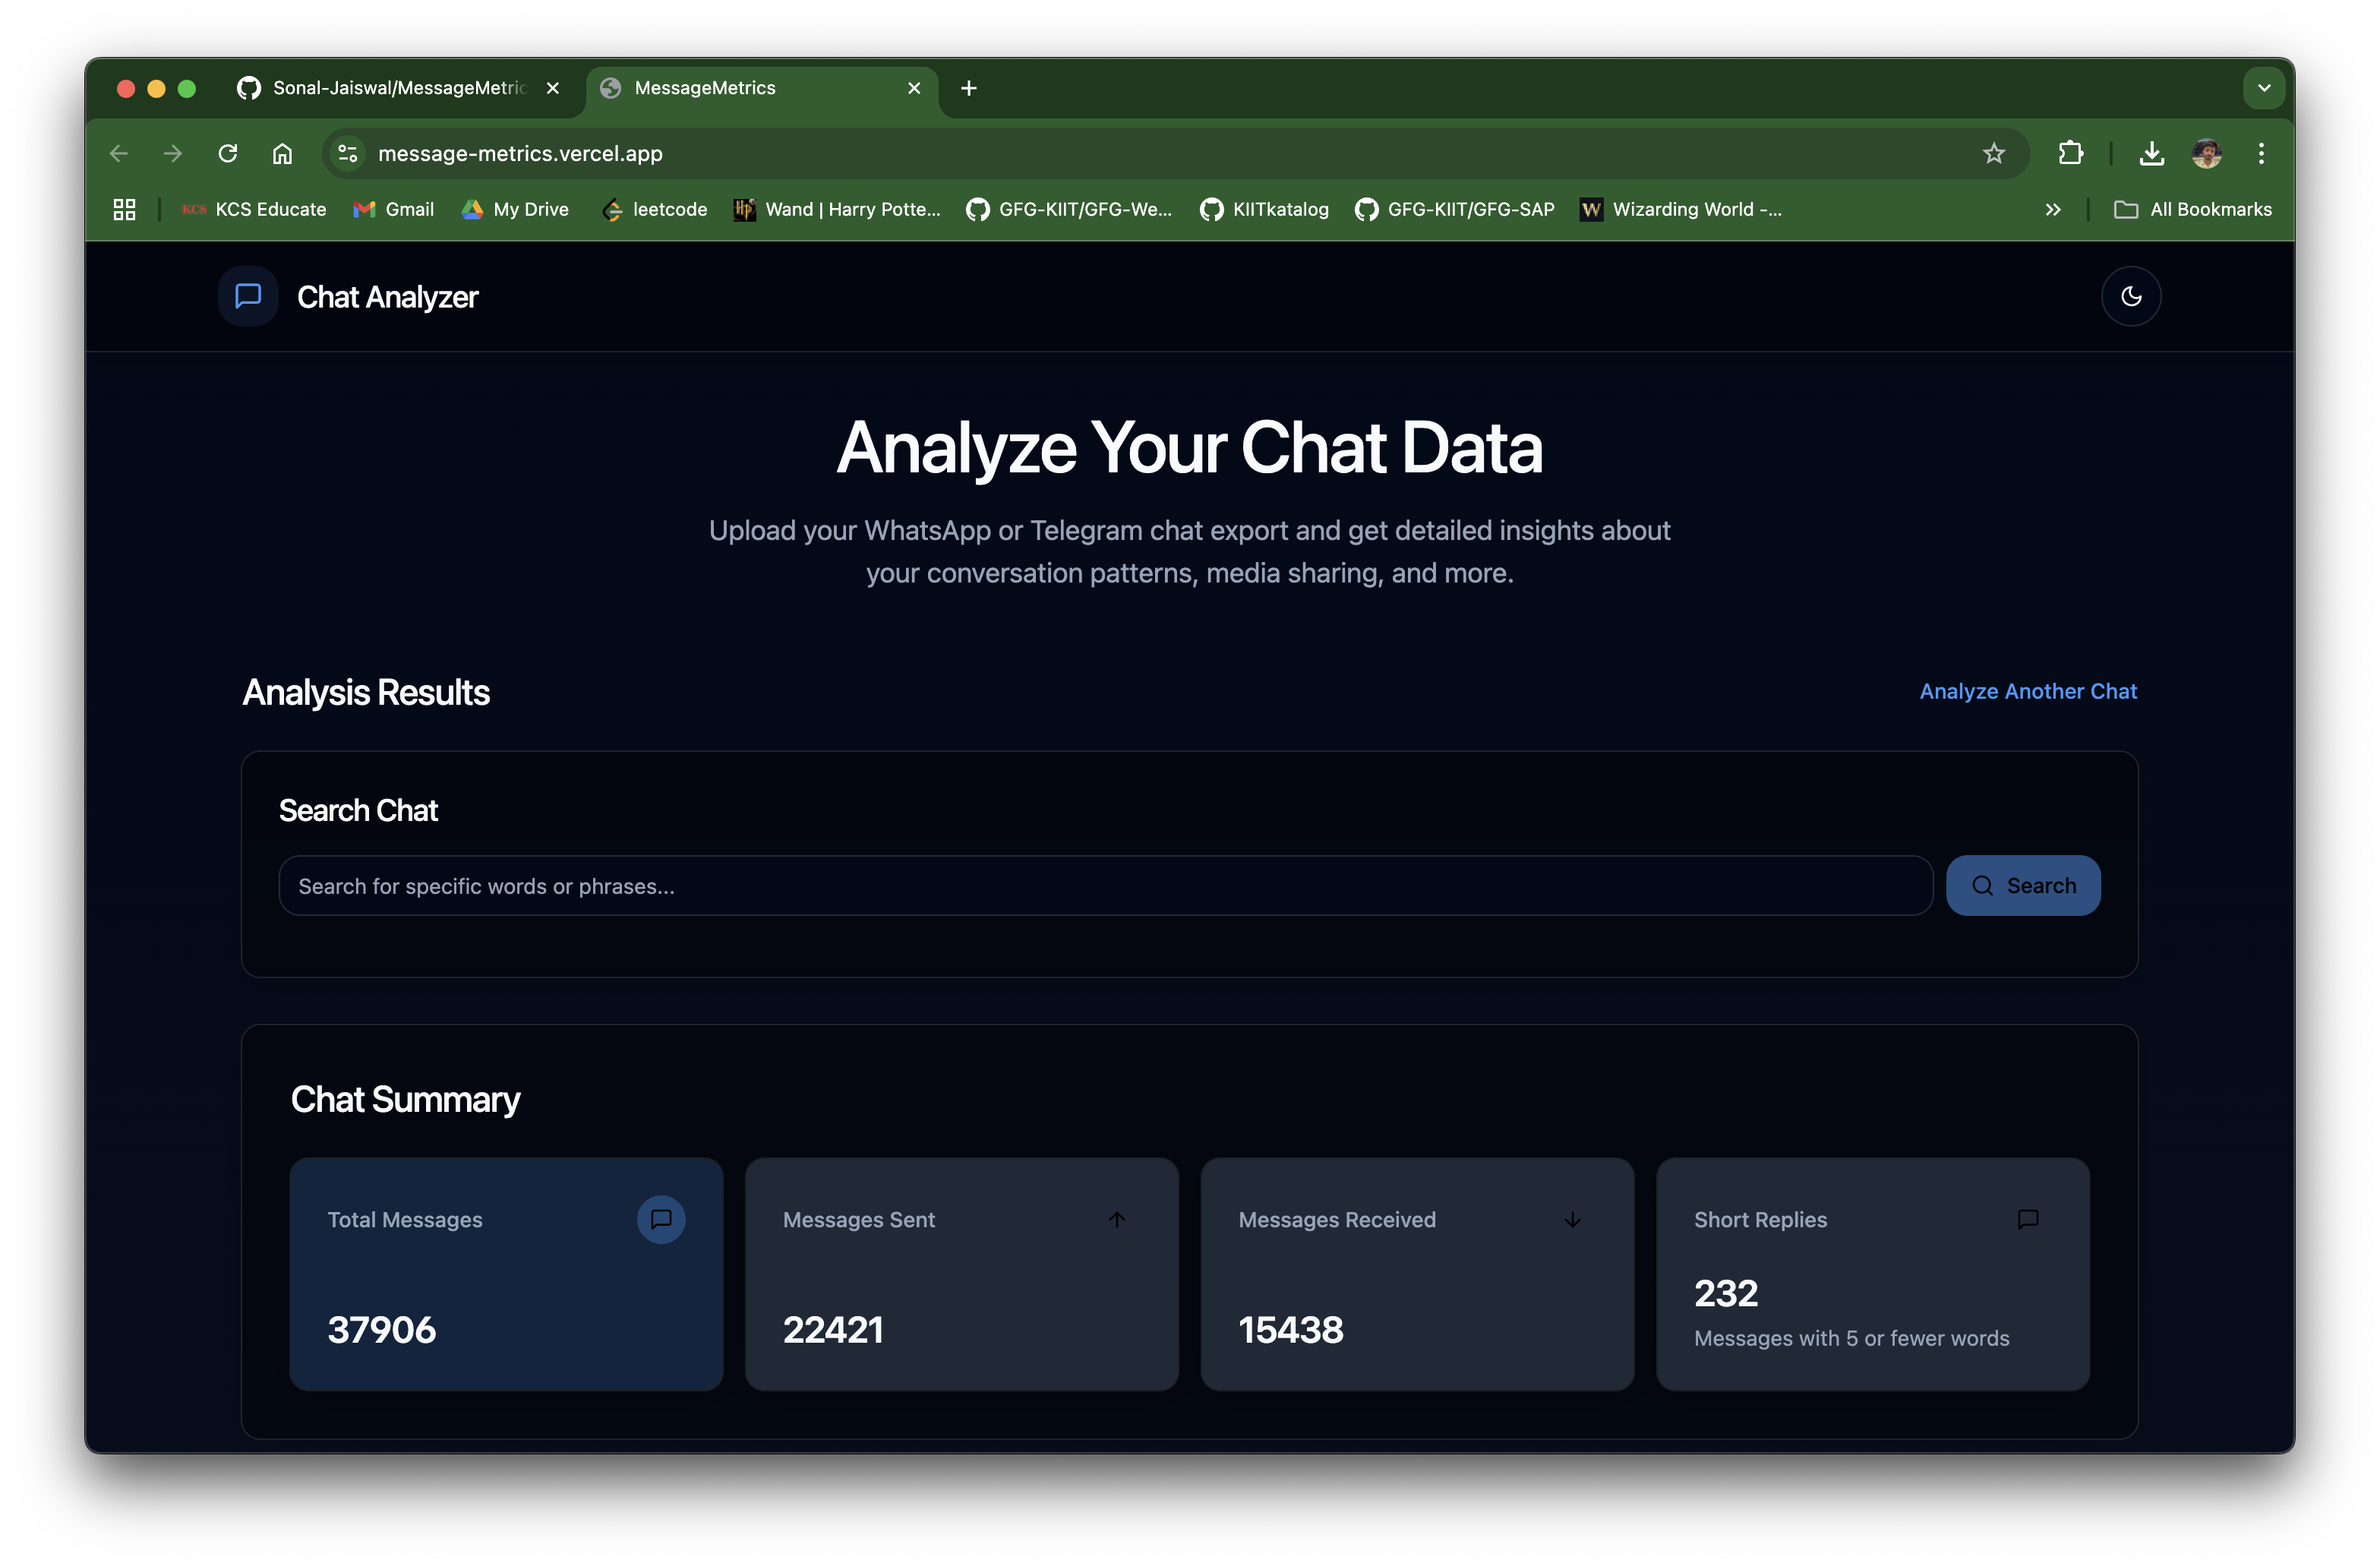 Sonal-Jaiswal/MessageMetric
MessageMetrics
message-metrics.vercel.app
KCS KCS Educate Gmail My Drive leetcode HP Wand | Harry Potte... GFG-KIIT/GFG-We... KIITkatalog GFG-KIIT/GFG-SAP W Wizarding World -... All Bookmarks
Chat Analyzer
Analyze Your Chat Data
Upload your WhatsApp or Telegram chat export and get detailed insights about
your conversation patterns, media sharing, and more.
Analysis Results
Analyze Another Chat
Search Chat
Search for specific words or phrases...
Search
Chat Summary
Total Messages
37906
Messages Sent
22421
Messages Received
15438
Short Replies
232
Messages with 5 or fewer words